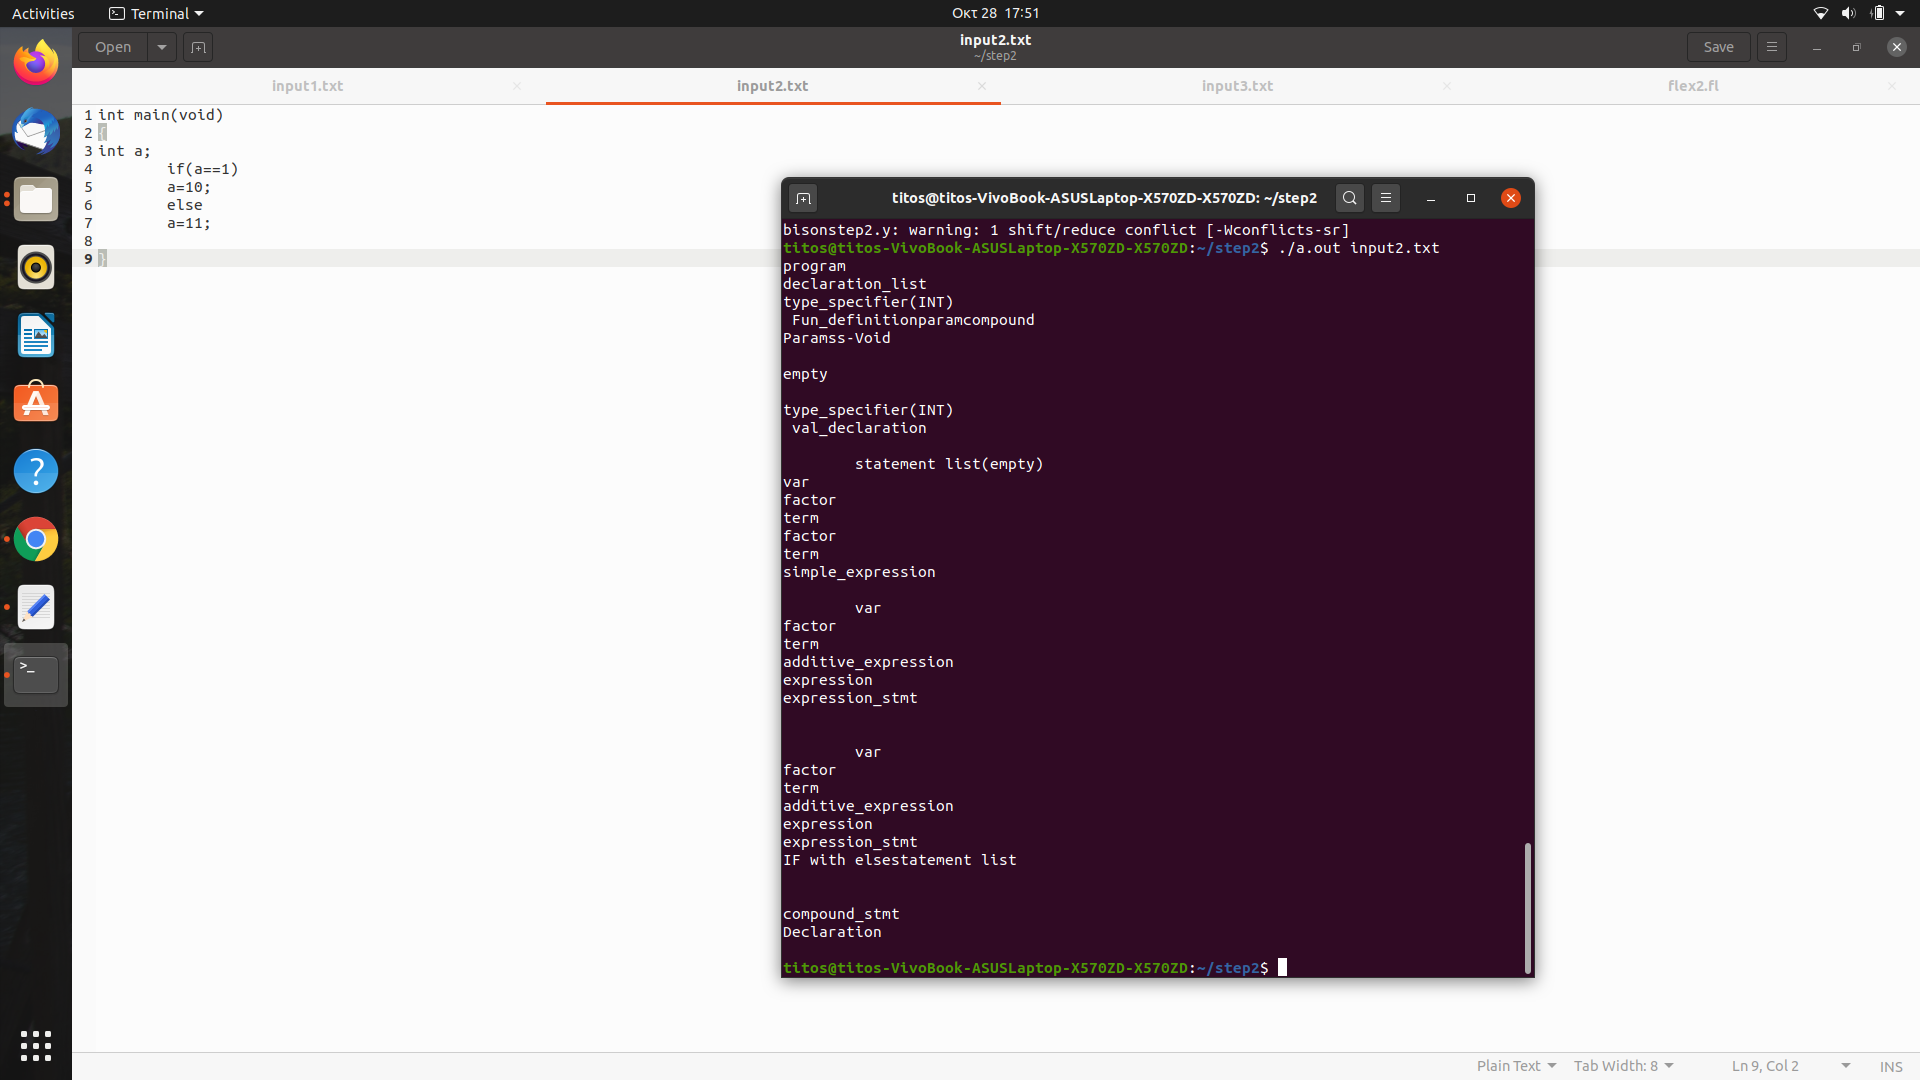 Activities
Terminal
Οκτ 28 17:51
Open
input2.txt
~/step2
Save
input1.txt
input2.txt
input3.txt
flex2.fl
1 int main(void)
2 {
3 int a;
4 if(a==1)
5 a=10;
6 else
7 a=11;
8
9 }
titos@titos-VivoBook-ASUSLaptop-X570ZD-X570ZD: ~/step2
bisonstep2.y: warning: 1 shift/reduce conflict [-Wconflicts-sr]
titos@titos-VivoBook-ASUSLaptop-X570ZD-X570ZD:~/step2$ ./a.out input2.txt
program
declaration_list
type_specifier(INT)
Fun_definitionparamcompound
Paramss-Void
empty
type_specifier(INT)
val_declaration
statement list(empty)
var
factor
term
factor
term
simple_expression
var
factor
term
additive_expression
expression
expression_stmt
var
factor
term
additive_expression
expression
expression_stmt
IF with elsestatement list
compound_stmt
Declaration
titos@titos-VivoBook-ASUSLaptop-X570ZD-X570ZD:~/step2$
Plain Text
Tab Width: 8
Ln 9, Col 2
INS